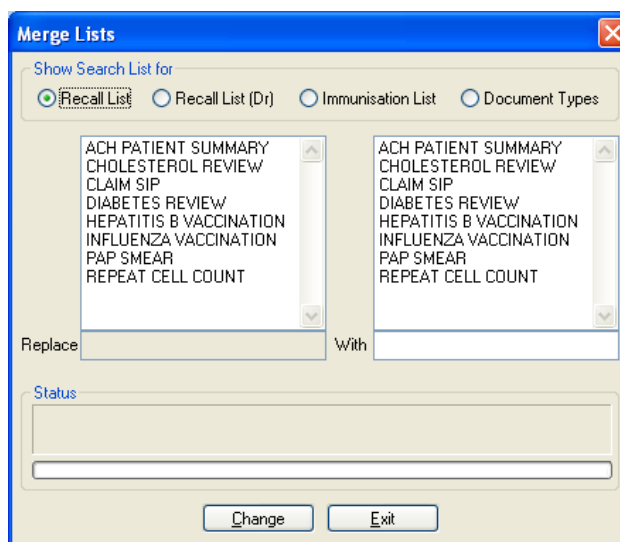 Merge Lists
Show Search List for
Recall List Recall List (Dr) Immunisation List Document Types
ACH PATIENT SUMMARY
CHOLESTEROL REVIEW
CLAIM SIP
DIABETES REVIEW
HEPATITIS B VACCINATION
INFLUENZA VACCINATION
PAP SMEAR
REPEAT CELL COUNT
ACH PATIENT SUMMARY
CHOLESTEROL REVIEW
CLAIM SIP
DIABETES REVIEW
HEPATITIS B VACCINATION
INFLUENZA VACCINATION
PAP SMEAR
REPEAT CELL COUNT
Replace With
Status
Change Exit